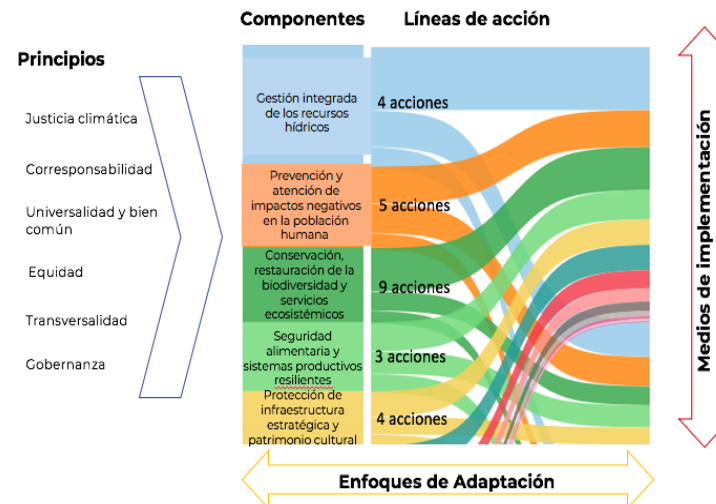 Componentes
Líneas de acción
Principios
Justicia climática
Corresponsabilidad
Universalidad y bien
común
Equidad
Transversalidad
Gobernanza
Gestión integrada
de los recursos
hídricos
4 acciones
Prevención y
atención de
impactos negativos
en la población
humana
5 acciones
Conservación,
restauración de la
biodiversidad y
servicios
ecosistémicos
9 acciones
Seguridad
alimentaria y
sistemas productivos
resilientes
3 acciones
Protección de
infraestructura
estratégica y
patrimonio cultural
4 acciones
Medios de implementación
Enfoques de Adaptación